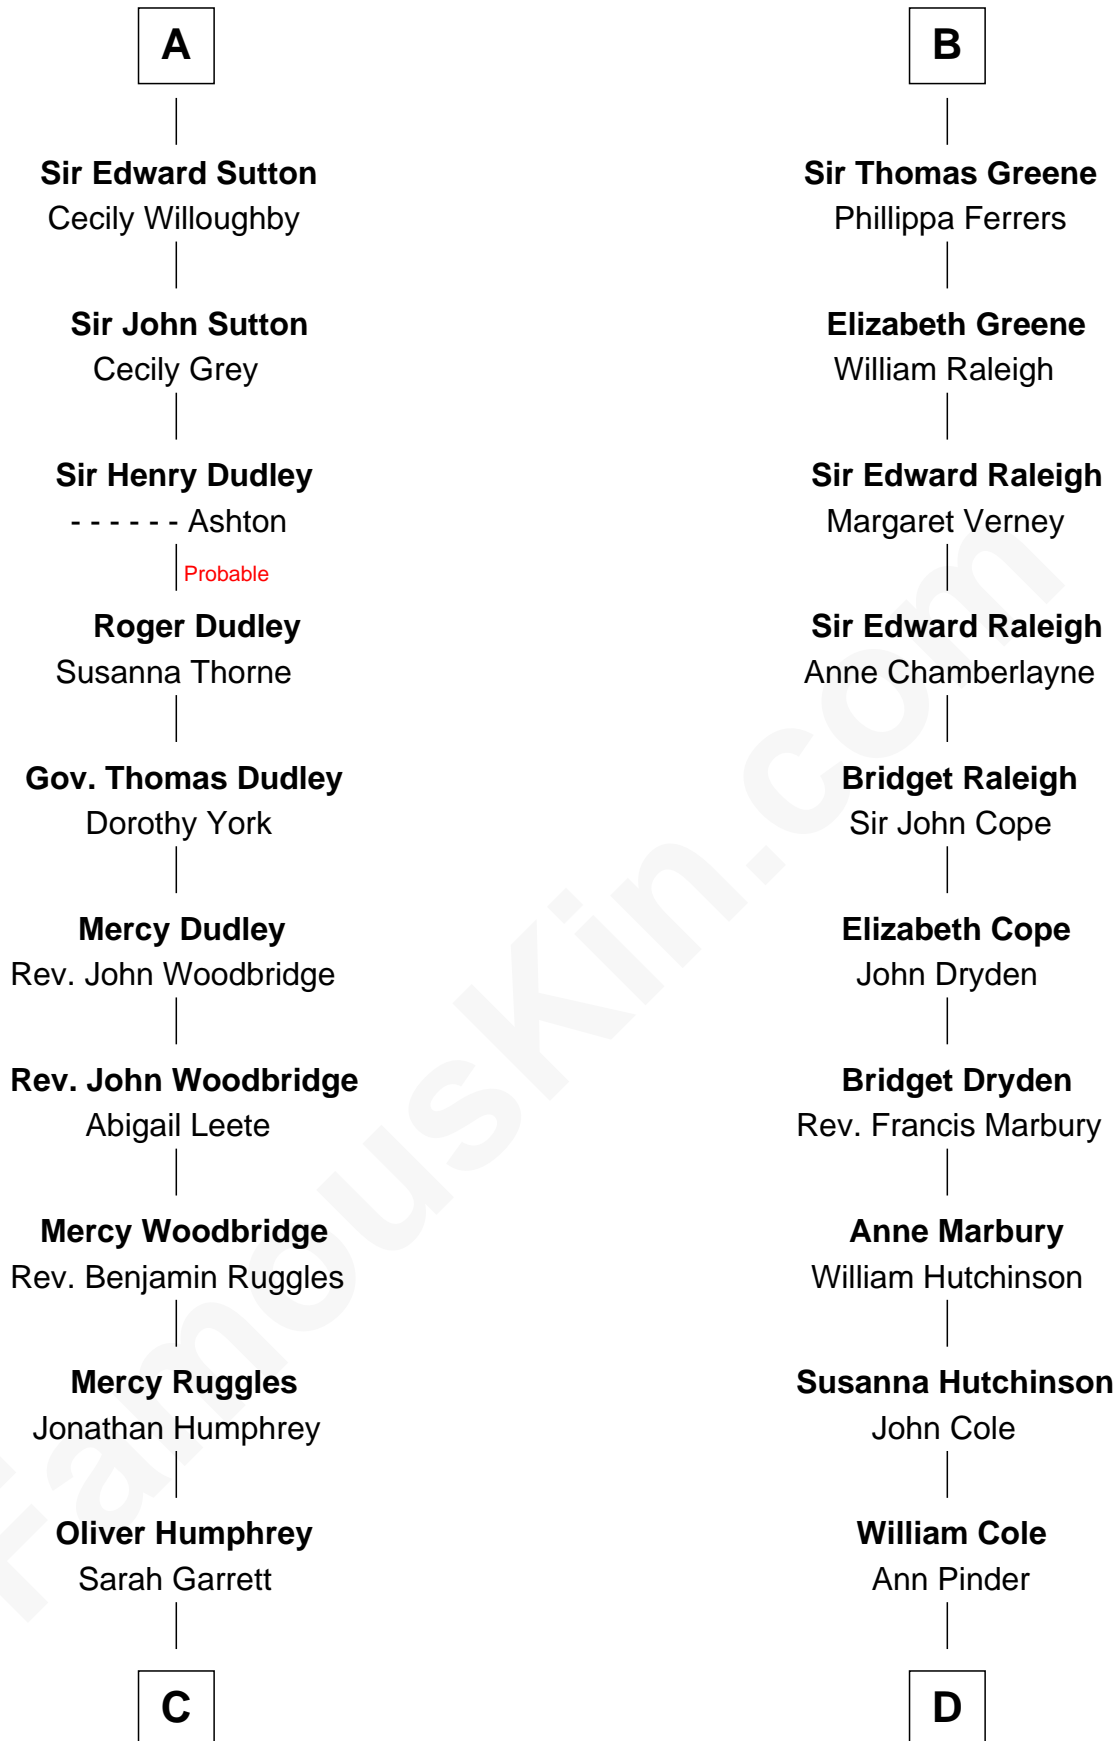 A
Sir Edward Sutton
Cecily Willoughby
Sir John Sutton
Cecily Grey
Sir Henry Dudley
- - - - - - Ashton
Probable
Roger Dudley
Susanna Thorne
Gov. Thomas Dudley
Dorothy York
Mercy Dudley
Rev. John Woodbridge
Rev. John Woodbridge
Abigail Leete
Mercy Woodbridge
Rev. Benjamin Ruggles
Mercy Ruggles
Jonathan Humphrey
Oliver Humphrey
Sarah Garrett
C
B
Sir Thomas Greene
Phillippa Ferrers
Elizabeth Greene
William Raleigh
Sir Edward Raleigh
Margaret Verney
Sir Edward Raleigh
Anne Chamberlayne
Bridget Raleigh
Sir John Cope
Elizabeth Cope
John Dryden
Bridget Dryden
Rev. Francis Marbury
Anne Marbury
William Hutchinson
Susanna Hutchinson
John Cole
William Cole
Ann Pinder
D
FamousKin.com